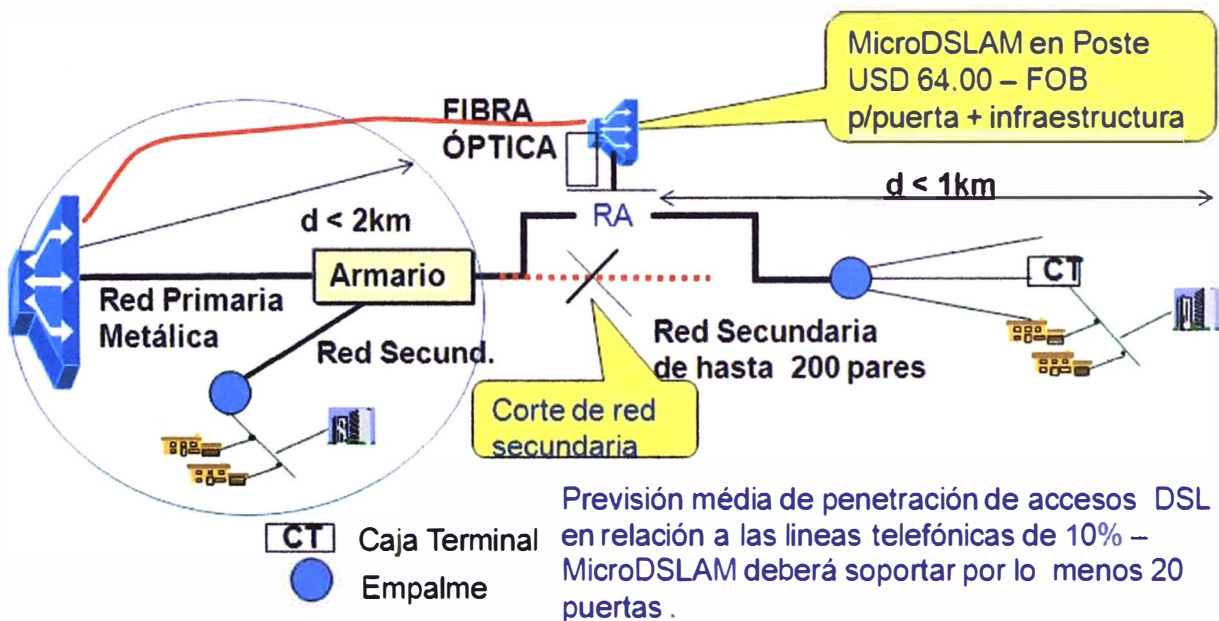 MicroDSLAM en Poste
USD 64.00 – FOB
p/puerta + infraestructura
FIBRA
ÓPTICA
d < 1km
RA
d < 2km
Armario
CT
Red Primaria
Metálica
Red Secund.
Red Secundaria
de hasta 200 pares
Corte de red
secundaria
Previsión média de penetración de accesos DSL
en relación a las lineas telefónicas de 10% –
MicroDSLAM deberá soportar por lo menos 20
puertas .
CT Caja Terminal
Empalme